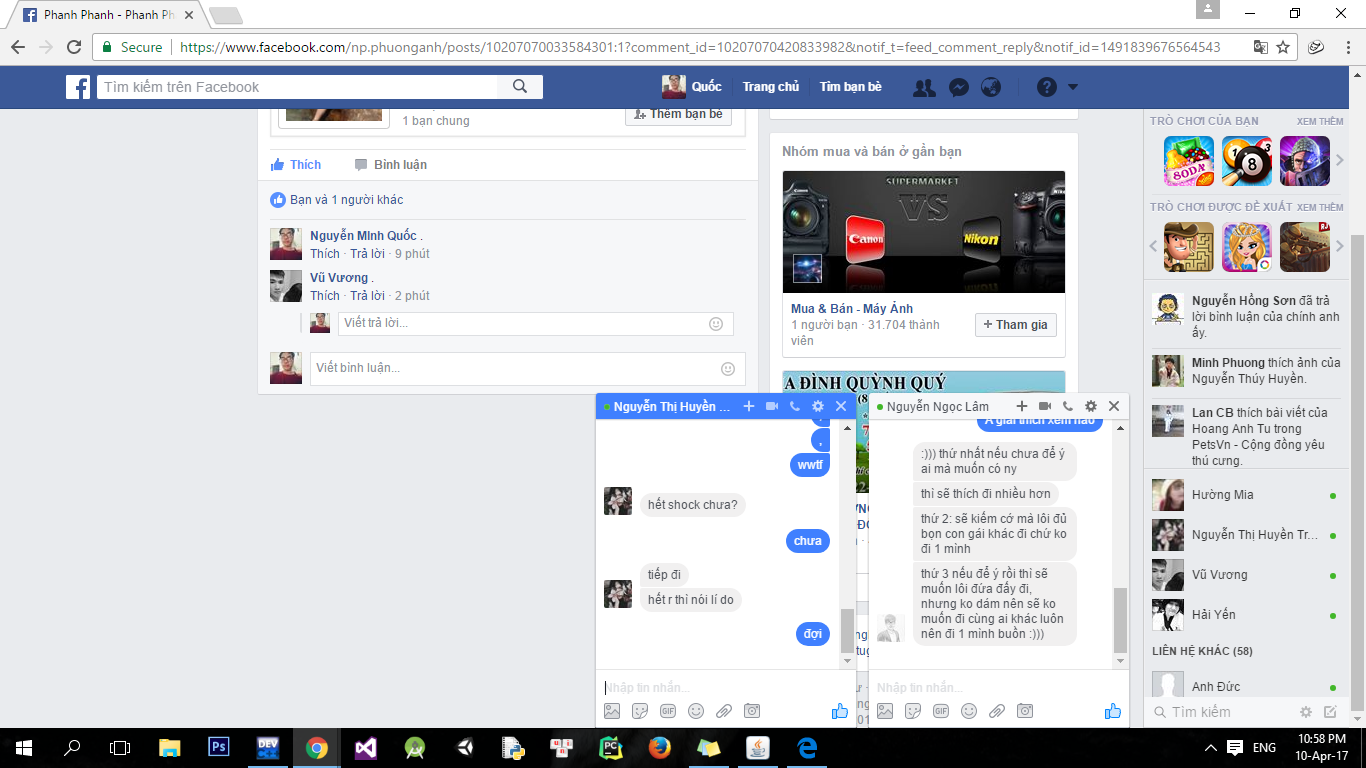 Phanh Phanh - Phanh Ph
Secure
https://www.facebook.com/np.phuonganh/posts/10207070033584301:1?comment_id=10207070420833982&notif_t=feed_comment_reply&notif_id=1491839676564543
Tìm kiếm trên Facebook
Quốc
Trang chủ
Tìm bạn bè
1 bạn chung
Thêm bạn bè
Thích
Bình luận
Bạn và 1 người khác
Nguyễn MInh Quốc .
Thích · Trả lời · 9 phút
Vũ Vương .
Thích · Trả lời · 2 phút
Viết trả lời...
Viết bình luận...
Nhóm mua và bán ở gần bạn
SUPERMARKET
VS
Canon
Nikon
Mua & Bán - Máy Ảnh
1 người bạn · 31.704 thành
viên
+ Tham gia
A ĐÌNH QUỲNH QUÝ
Nguyễn Thị Huyền ...
,
wwtf
hết shock chưa?
chưa
tiếp đi
hết r thì nói lí do
đợi
Nhập tin nhắn...
GIF
Nguyễn Ngọc Lâm
A giải thích xem nào
:))) thứ nhất nếu chưa để ý
ai mà muốn có ny
thì sẽ thích đi nhiều hơn
thứ 2: sẽ kiếm cớ mà lôi đủ
bọn con gái khác đi chứ ko
đi 1 mình
thứ 3 nếu để ý rồi thì sẽ
muốn lôi đứa đấy đi,
nhưng ko dám nên sẽ ko
muốn đi cùng ai khác luôn
nên đi 1 mình buồn :)))
Nhập tin nhắn...
GIF
TRÒ CHƠI CỦA BẠN
XEM THÊM
SODA
8
3
TRÒ CHƠI ĐƯỢC ĐỀ XUẤT
XEM THÊM
Nguyễn Hồng Sơn đã trả
lời bình luận của chính anh
ấy.
Minh Phuong thích ảnh của
Nguyễn Thúy Huyền.
Lan CB thích bài viết của
Hoang Anh Tu trong
PetsVn - Cộng đồng yêu
thú cưng.
Hường Mia
Nguyễn Thị Huyền Tr...
Vũ Vương
Hải Yến
LIÊN HỆ KHÁC (58)
Anh Đức
Tìm kiếm
Ps
DEV
PC
ENG
10:58 PM
10-Apr-17